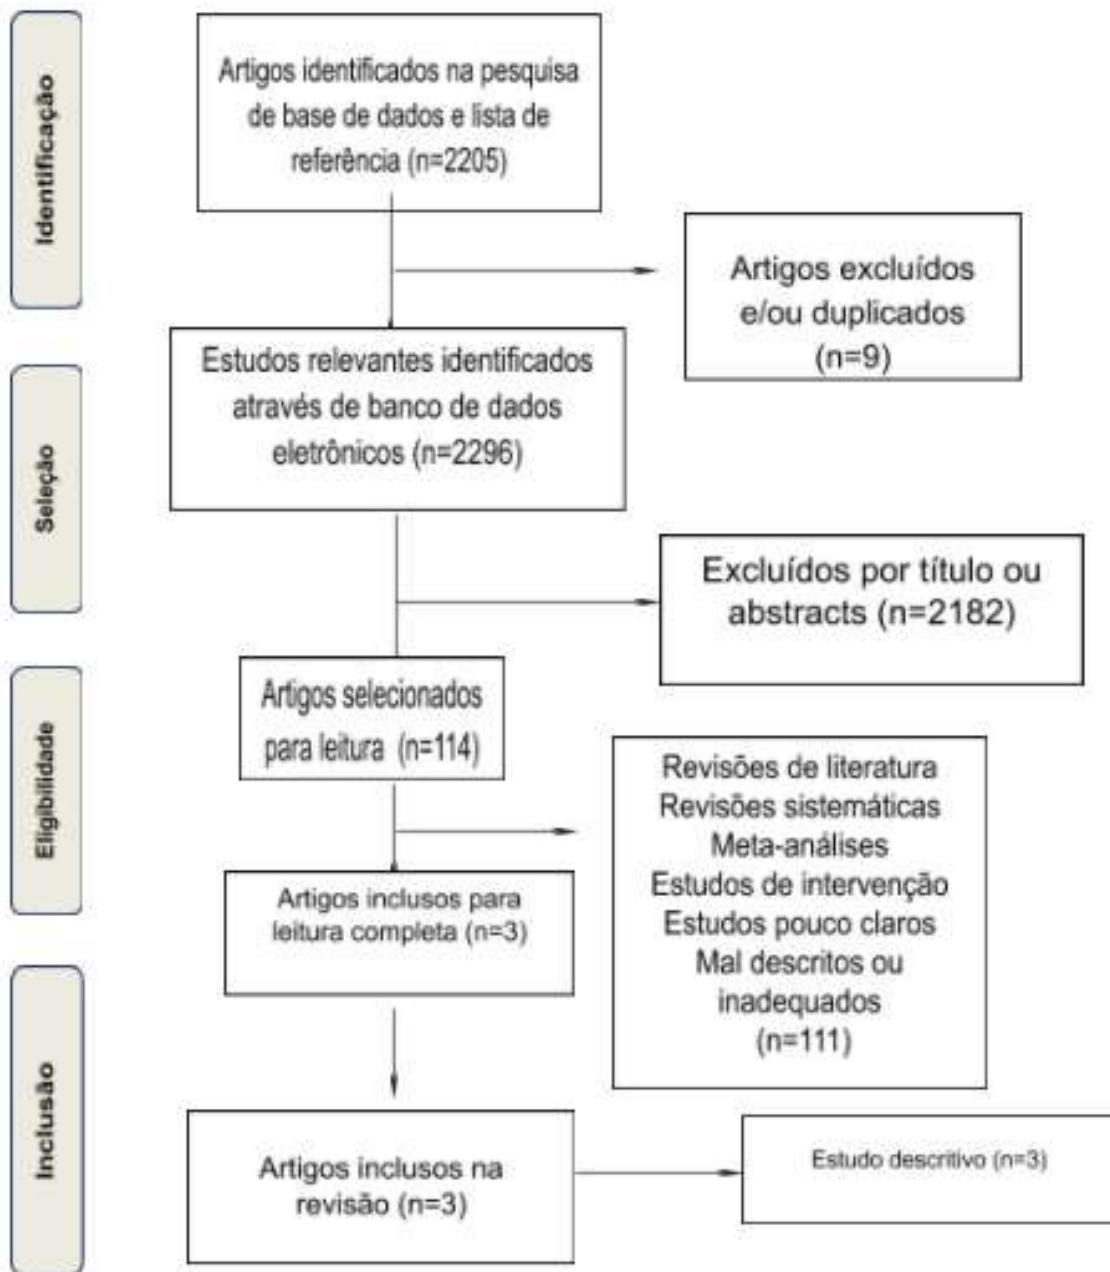 Identificação
Artigos identificados na pesquisa
de base de dados e lista de
referência (n=2205)
Artigos excluídos
e/ou duplicados
(n=9)
Seleção
Estudos relevantes identificados
através de banco de dados
eletrônicos (n=2296)
Excluídos por título ou
abstracts (n=2182)
Eligibilidade
Artigos selecionados
para leitura (n=114)
Revisões de literatura
Revisões sistemáticas
Meta-análises
Estudos de intervenção
Estudos pouco claros
Mal descritos ou
inadequados
(n=111)
Artigos inclusos para
leitura completa (n=3)
Inclusão
Artigos inclusos na
revisão (n=3)
Estudo descritivo (n=3)